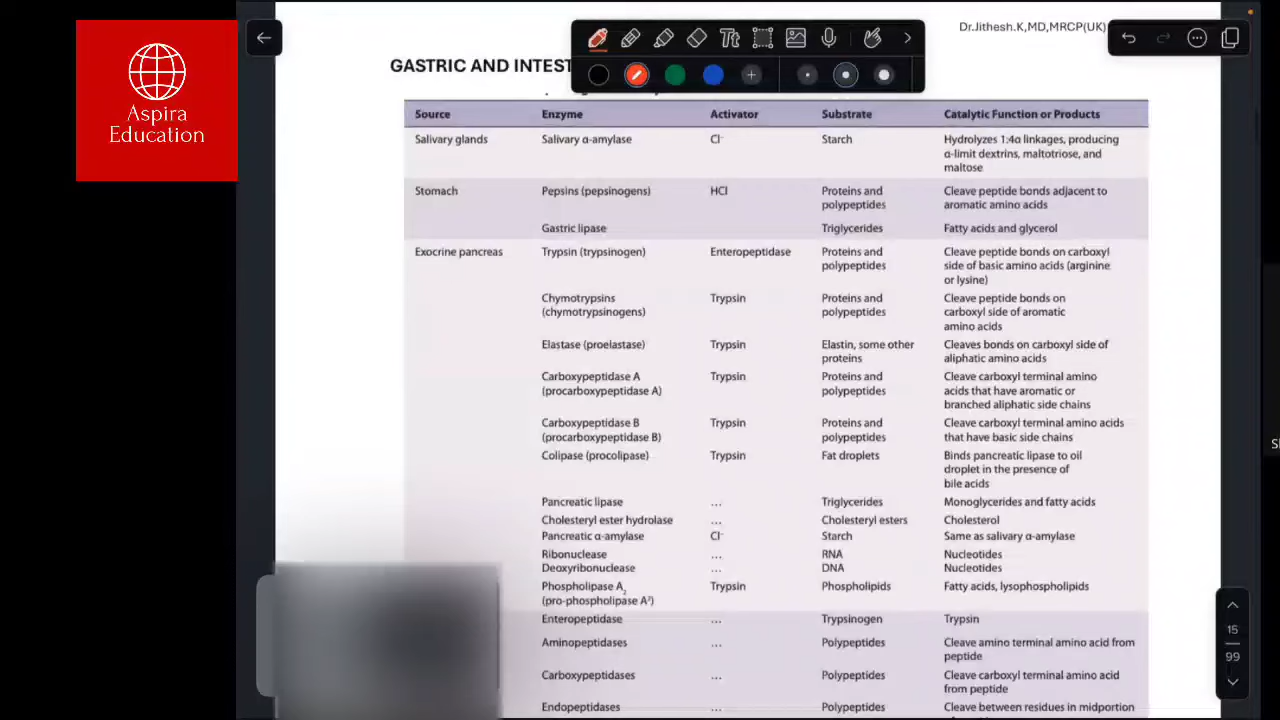 Aspira
Education
Dr.Jithesh.K,MD,MRCP(UK)
GASTRIC AND INTEST
Tt
Source Enzyme Activator Substrate Catalytic Function or Products
Salivary glands Salivary α-amylase Cl⁻ Starch Hydrolyzes 1:4α linkages, producing
α-limit dextrins, maltotriose, and
maltose
Stomach Pepsins (pepsinogens) HCl Proteins and Cleave peptide bonds adjacent to
polypeptides aromatic amino acids
Gastric lipase Triglycerides Fatty acids and glycerol
Exocrine pancreas Trypsin (trypsinogen) Enteropeptidase Proteins and Cleave peptide bonds on carboxyl
polypeptides side of basic amino acids (arginine
or lysine)
Chymotrypsins Trypsin Proteins and Cleave peptide bonds on
(chymotrypsinogens) polypeptides carboxyl side of aromatic
amino acids
Elastase (proelastase) Trypsin Elastin, some other Cleaves bonds on carboxyl side of
proteins aliphatic amino acids
Carboxypeptidase A Trypsin Proteins and Cleave carboxyl terminal amino
(procarboxypeptidase A) polypeptides acids that have aromatic or
branched aliphatic side chains
Carboxypeptidase B Trypsin Proteins and Cleave carboxyl terminal amino acids
(procarboxypeptidase B) polypeptides that have basic side chains
Colipase (procolipase) Trypsin Fat droplets Binds pancreatic lipase to oil
droplet in the presence of
bile acids
Pancreatic lipase ... Triglycerides Monoglycerides and fatty acids
Cholesteryl ester hydrolase ... Cholesteryl esters Cholesterol
Pancreatic α-amylase Cl⁻ Starch Same as salivary α-amylase
Ribonuclease ... RNA Nucleotides
Deoxyribonuclease ... DNA Nucleotides
Phospholipase A₂ Trypsin Phospholipids Fatty acids, lysophospholipids
(pro-phospholipase A²)
Enteropeptidase ... Trypsinogen Trypsin
Aminopeptidases ... Polypeptides Cleave amino terminal amino acid from
peptide
Carboxypeptidases ... Polypeptides Cleave carboxyl terminal amino acid
from peptide
Endopeptidases ... Polypeptides Cleave between residues in midportion
15
99